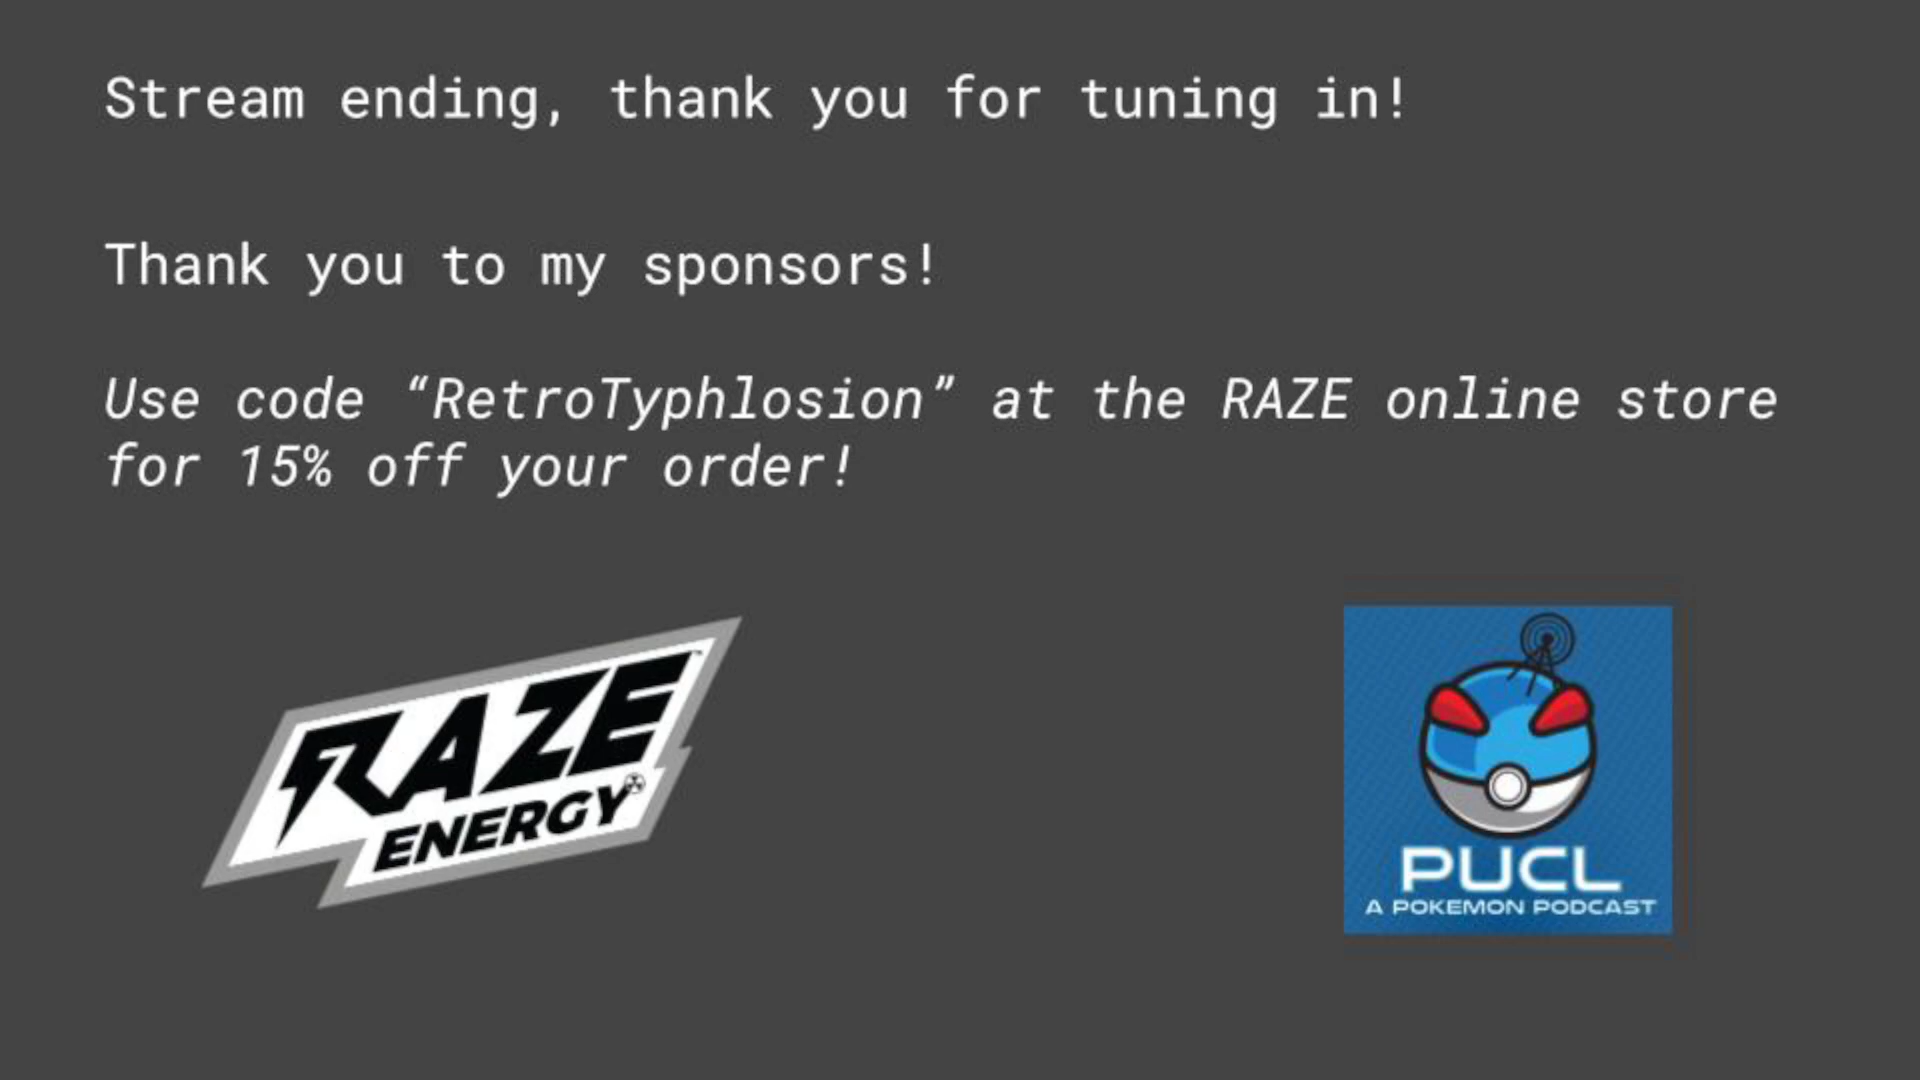 Stream ending, thank you for tuning in!
Thank you to my sponsors!
Use code “RetroTyphlosion” at the RAZE online store
for 15% off your order!
RAZE
ENERGY
PUCL
A POKEMON PODCAST